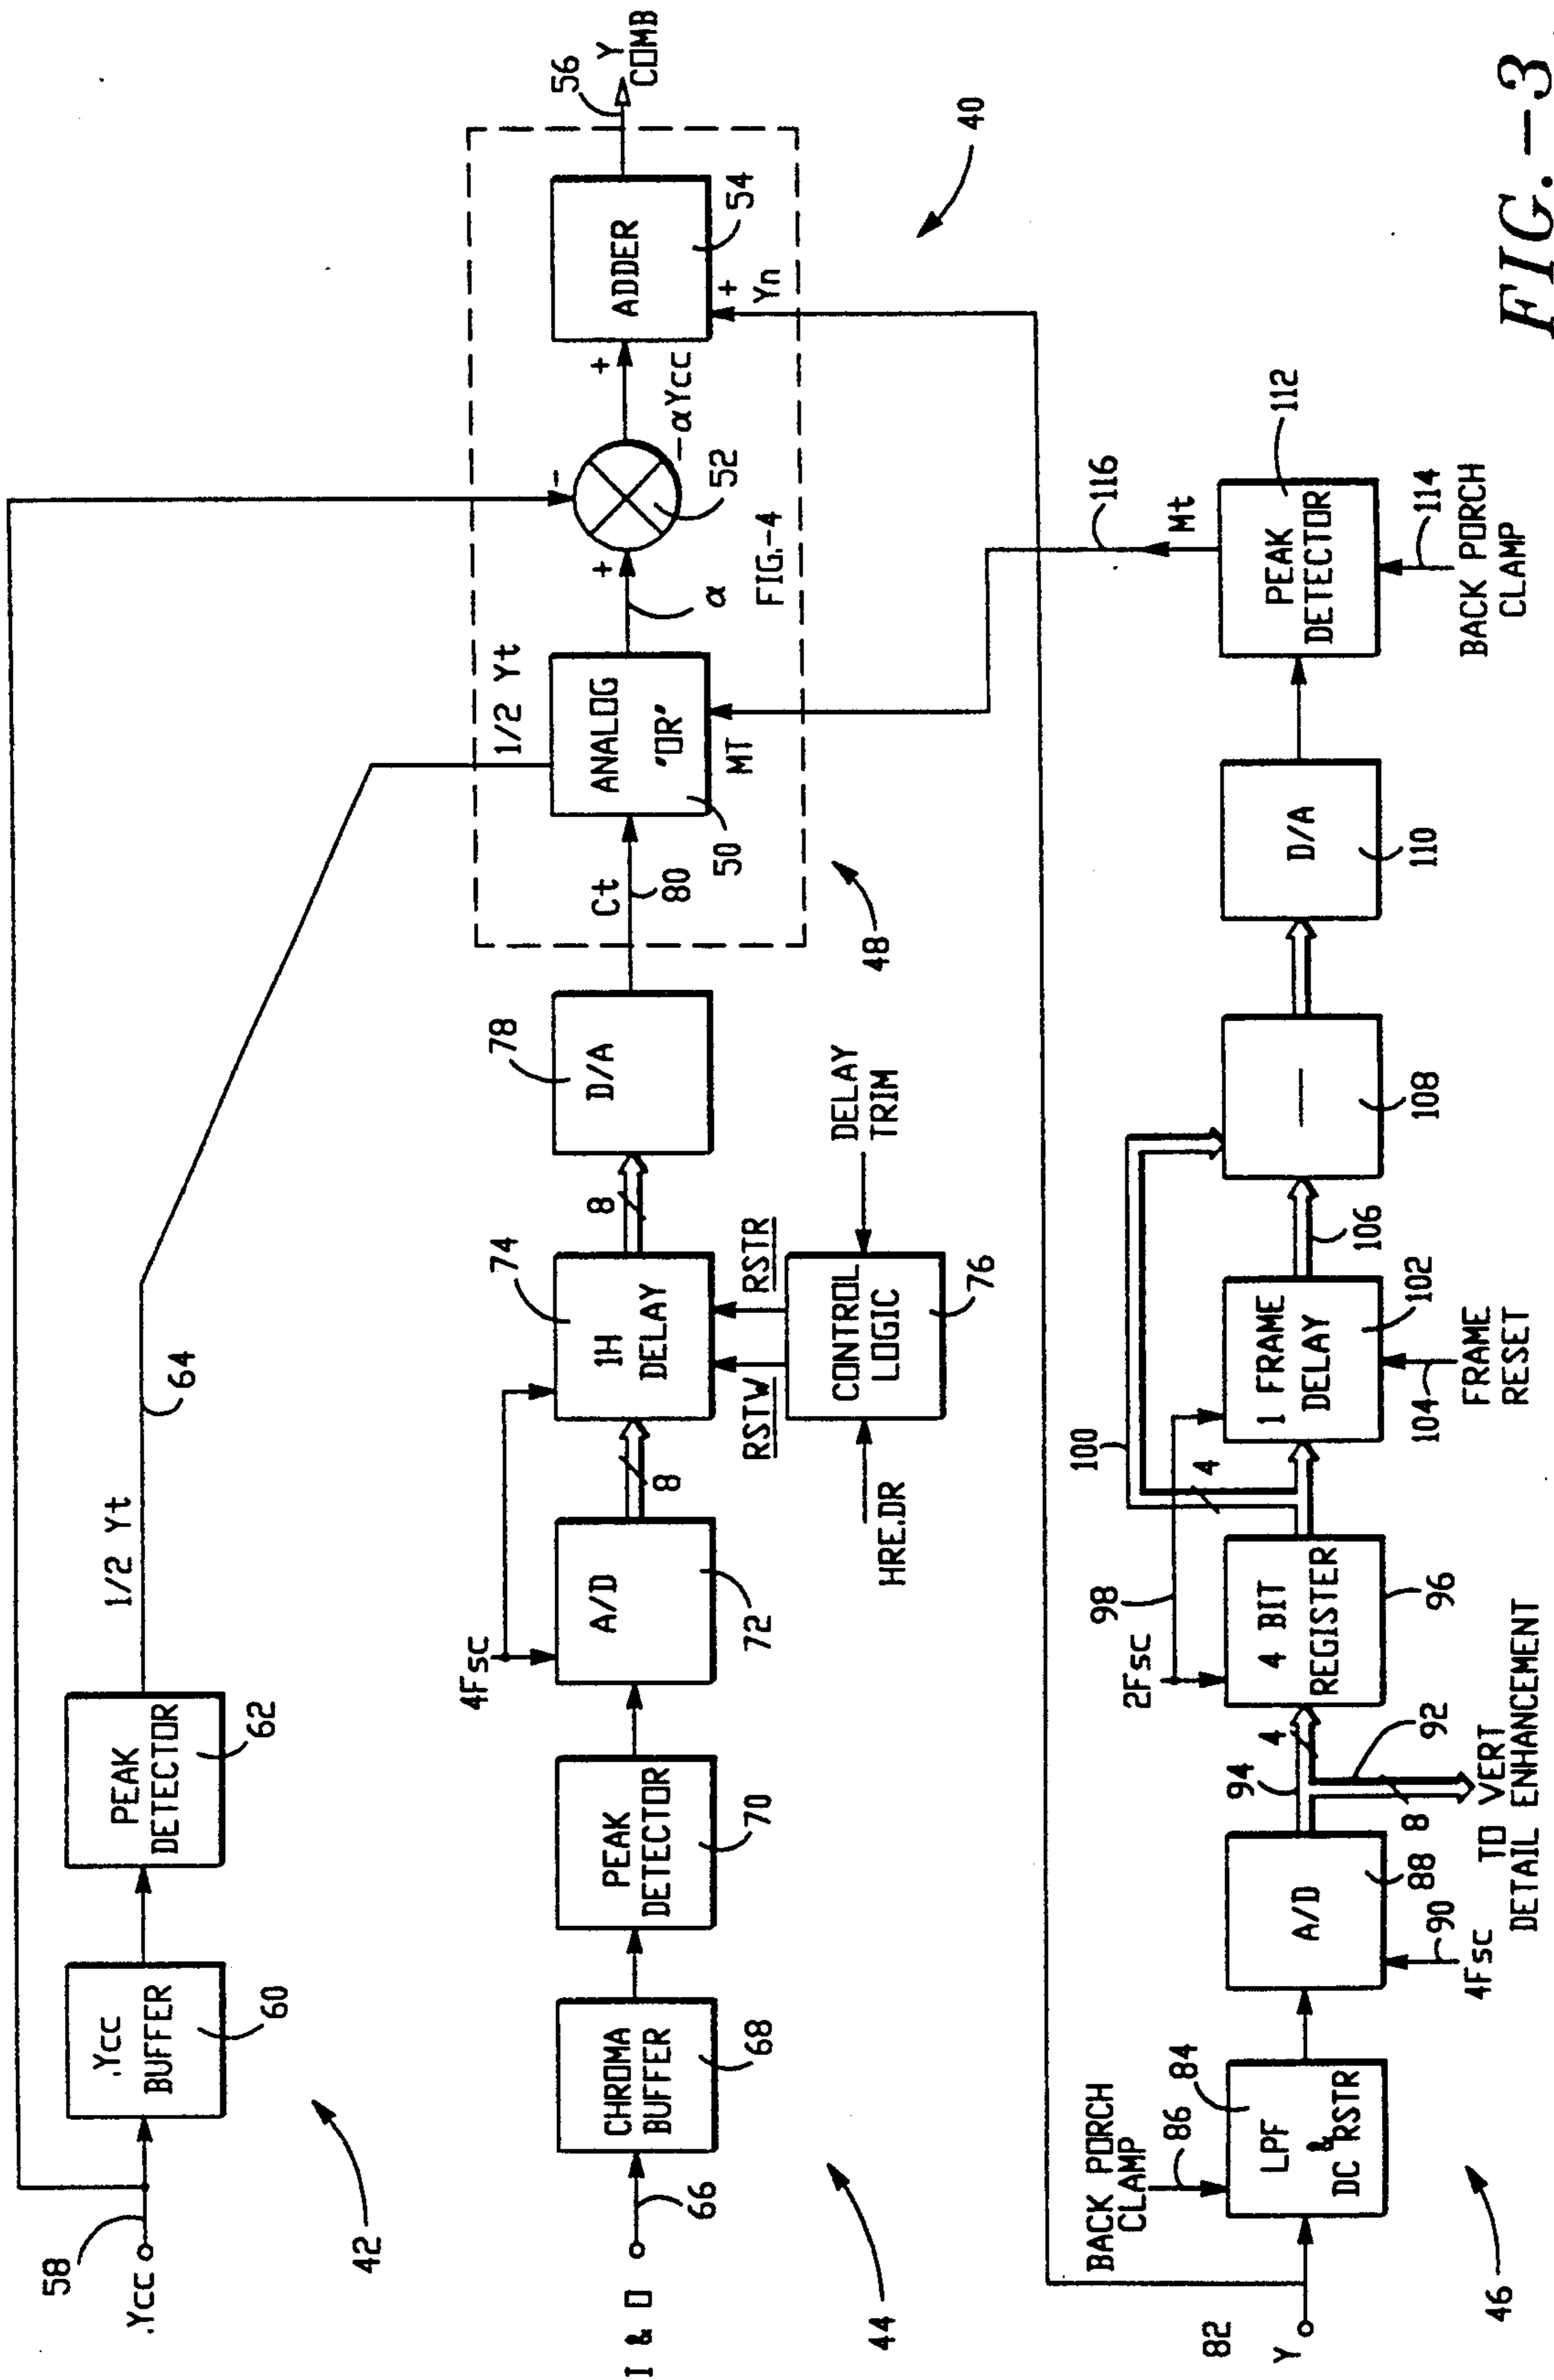 58
.Ycc
.Ycc
BUFFER
60
42
PEAK
DETECTOR
62
1/2 Yt
64
I & Q
66
CHROMA
BUFFER
68
44
PEAK
DETECTOR
70
4Fsc
A/D
72
8
1H
DELAY
74
RSTW
RSTR
CONTROL
LOGIC
76
HRE.DR
DELAY
TRIM
8
D/A
78
Ct
80
48
1/2 Yt
ANALOG
"OR"
50
MT
α
FIG.-4
-
+
52
-αYcc
+
ADDER
54
+
Yn
56
Y
COMB
40
82
Y
46
BACK PORCH
CLAMP
86
LPF
&
DC RSTR
84
A/D
88
90
4Fsc
94
4
92
8
TO VERT
DETAIL ENHANCEMENT
2Fsc
98
4 BIT
REGISTER
96
100
4
1 FRAME
DELAY
102
104
FRAME
RESET
106
—
108
D/A
110
PEAK
DETECTOR
112
BACK PORCH
CLAMP
114
Mt
116
FIG.-3